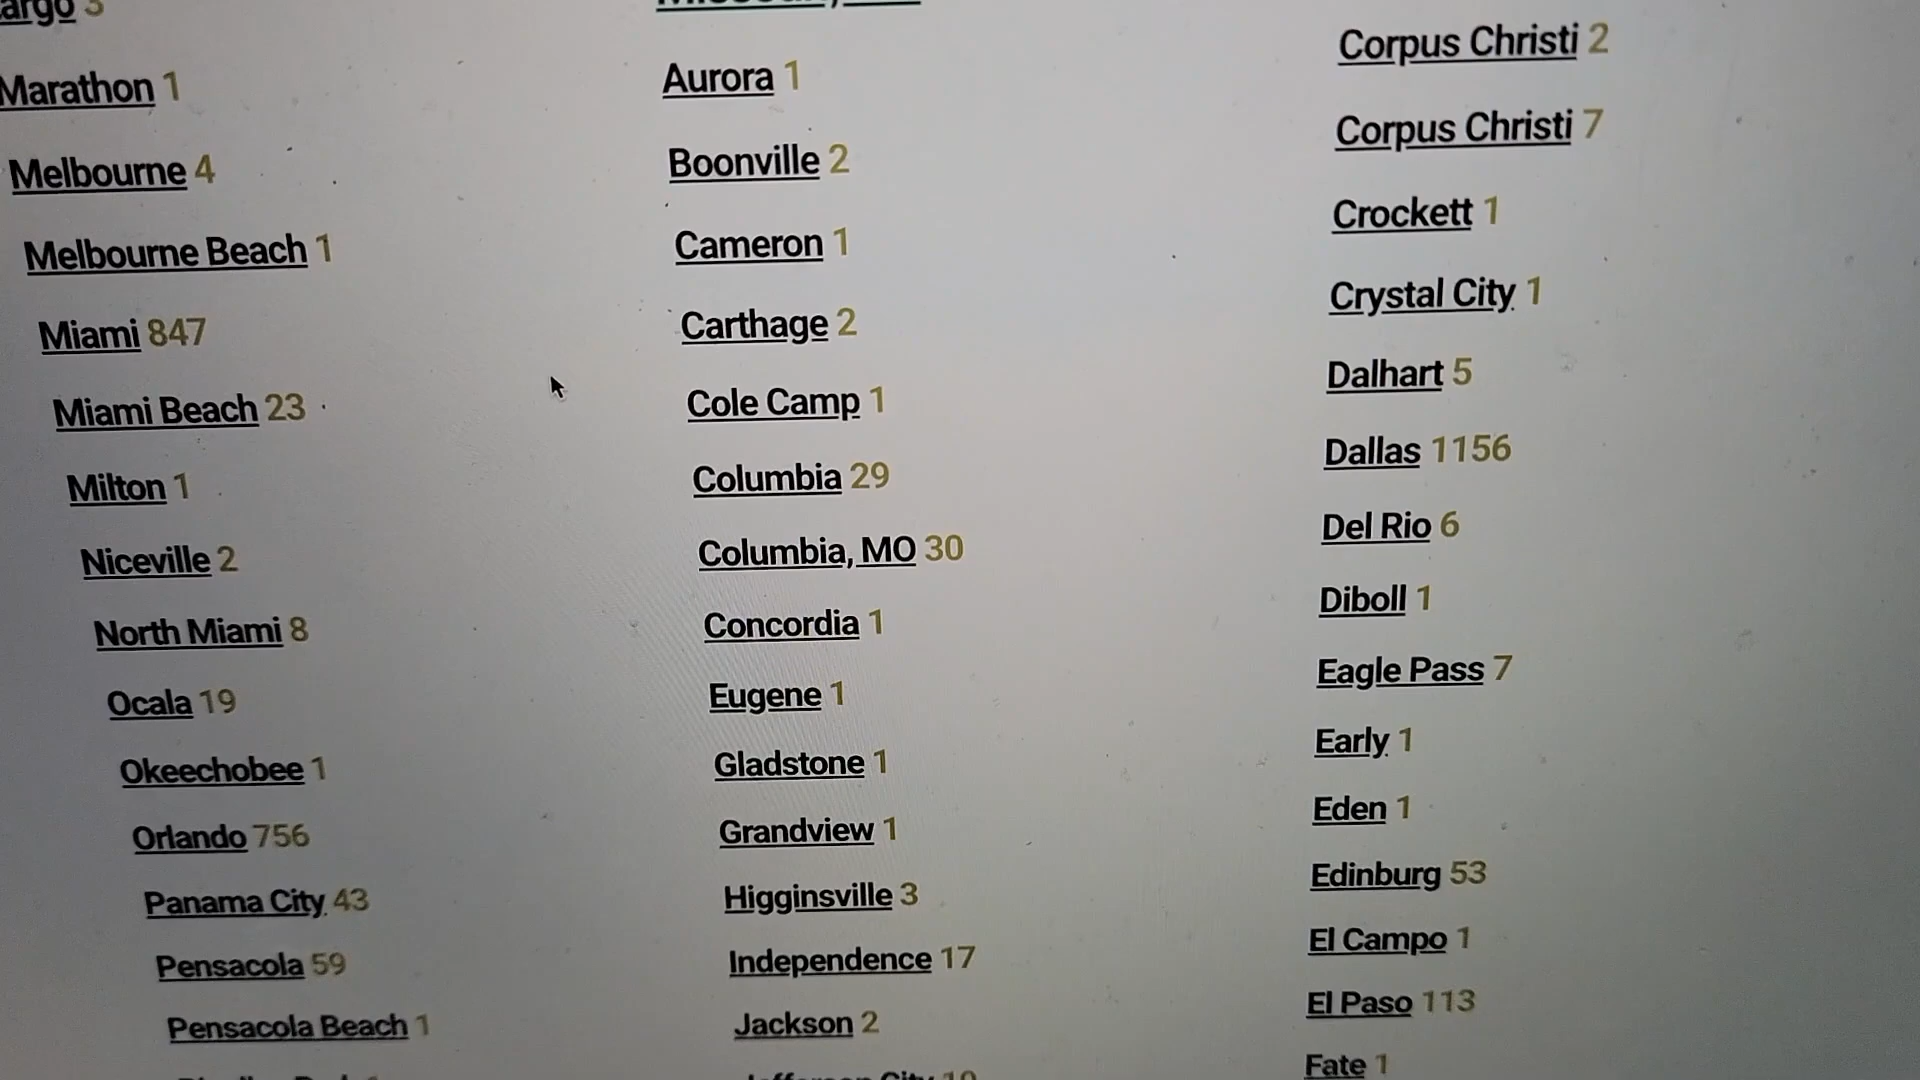 Marathon 1
Melbourne 4
Melbourne Beach 1
Miami 847
Miami Beach 23
Milton 1
Niceville 2
North Miami 8
Ocala 19
Okeechobee 1
Orlando 756
Panama City 43
Pensacola 59
Pensacola Beach 1
Aurora 1
Boonville 2
Cameron 1
Carthage 2
Cole Camp 1
Columbia 29
Columbia, MO 30
Concordia 1
Eugene 1
Gladstone 1
Grandview 1
Higginsville 3
Independence 17
Jackson 2
Corpus Christi 2
Corpus Christi 7
Crockett 1
Crystal City 1
Dalhart 5
Dallas 1156
Del Rio 6
Diboll 1
Eagle Pass 7
Early 1
Eden 1
Edinburg 53
El Campo 1
El Paso 113
Fate 1